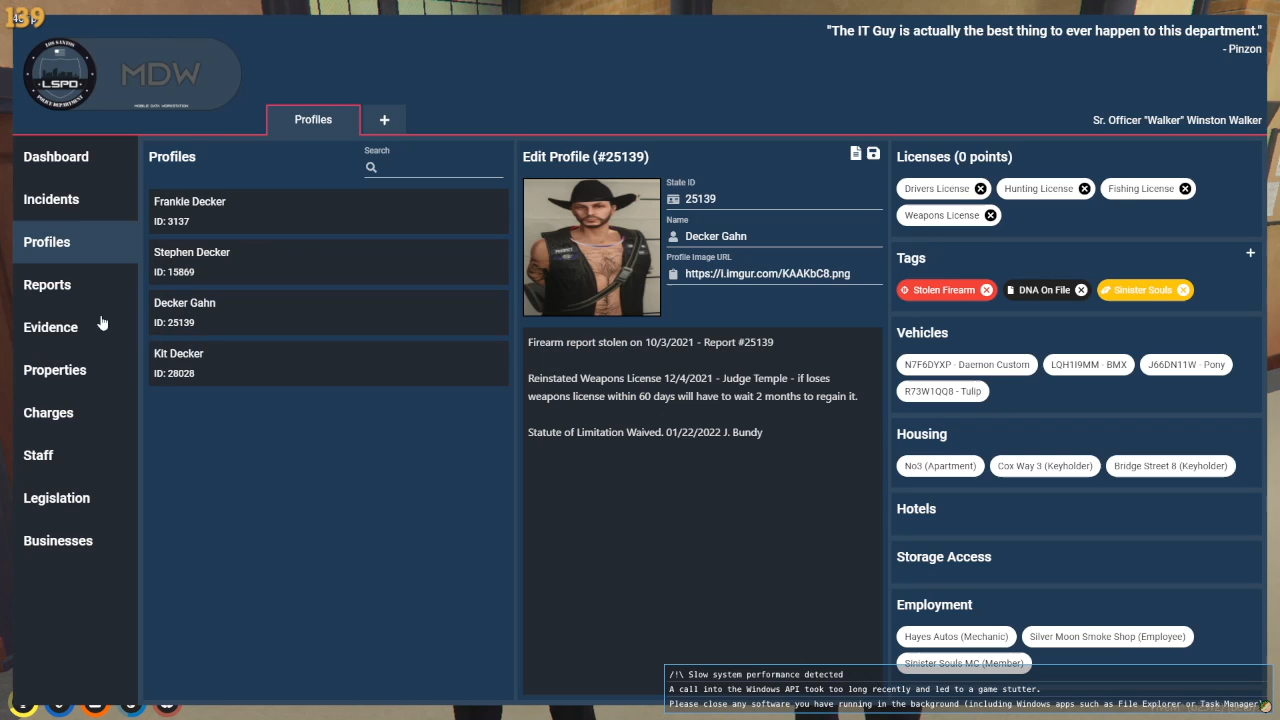 139
"The IT Guy is actually the best thing to ever happen to this department."
- Pinzon
LOS SANTOS
LSPD
POLICE DEPARTMENT
MDW
MOBILE DATA WORKSTATION
Profiles
+
Sr. Officer "Walker" Winston Walker
Dashboard
Incidents
Profiles
Reports
Evidence
Properties
Charges
Staff
Legislation
Businesses
Profiles
Search
Frankie Decker
ID: 3137
Stephen Decker
ID: 15869
Decker Gahn
ID: 25139
Kit Decker
ID: 28028
Edit Profile (#25139)
State ID
25139
Name
Decker Gahn
Profile Image URL
https://i.imgur.com/KAAKbC8.png
Firearm report stolen on 10/3/2021 - Report #25139
Reinstated Weapons License 12/4/2021 - Judge Temple - if loses
weapons license within 60 days will have to wait 2 months to regain it.
Statute of Limitation Waived. 01/22/2022 J. Bundy
Licenses (0 points)
Drivers License
Hunting License
Fishing License
Weapons License
Tags
+
Stolen Firearm
DNA On File
Sinister Souls
Vehicles
N7F6DYXP - Daemon Custom
LQH1I9MM - BMX
J66DN11W - Pony
R73W1QQ8 - Tulip
Housing
No3 (Apartment)
Cox Way 3 (Keyholder)
Bridge Street 8 (Keyholder)
Hotels
Storage Access
Employment
Hayes Autos (Mechanic)
Silver Moon Smoke Shop (Employee)
Sinister Souls MC (Member)
/!\ Slow system performance detected
A call into the Windows API took too long recently and led to a game stutter.
Please close any software you have running in the background (including Windows apps such as File Explorer or Task Manager